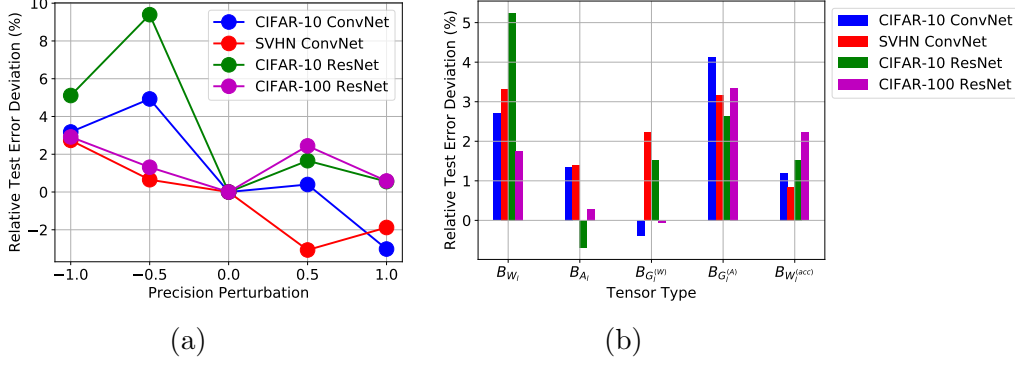 Relative Test Error Deviation (%)
10
8
6
4
2
0
−2
−1.0 −0.5 0.0 0.5 1.0
Precision Perturbation
CIFAR-10 ConvNet
SVHN ConvNet
CIFAR-10 ResNet
CIFAR-100 ResNet
(a)
Relative Test Error Deviation (%)
5
4
3
2
1
0
B_{W_l} B_{A_l} B_{G_l^{(W)}} B_{G_l^{(A)}} B_{W_l^{(acc)}}
Tensor Type
CIFAR-10 ConvNet
SVHN ConvNet
CIFAR-10 ResNet
CIFAR-100 ResNet
(b)